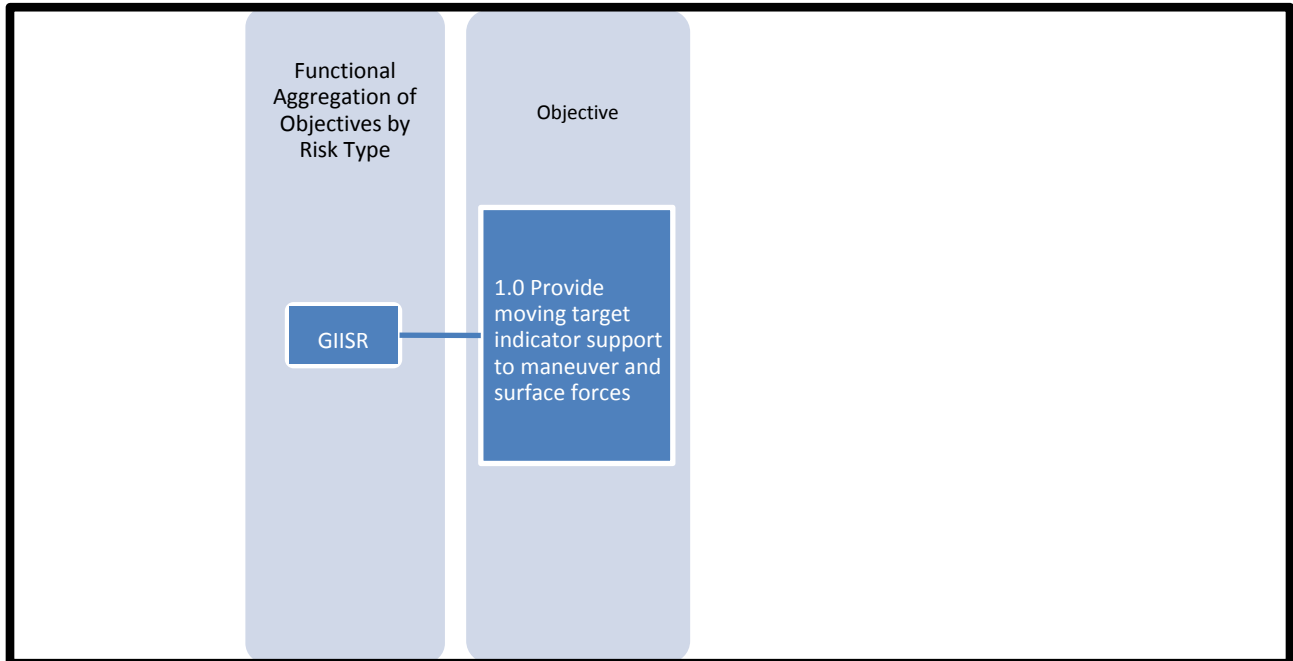 Functional
Aggregation of
Objectives by
Risk Type
Objective
GIISR
1.0 Provide
moving target
indicator support
to maneuver and
surface forces